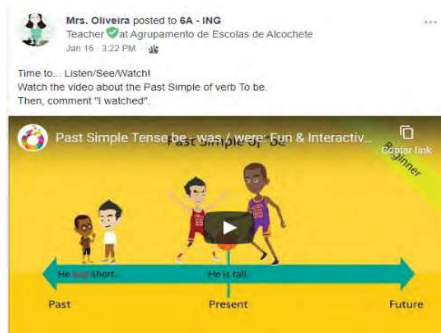 Mrs. Oliveira posted to 6A - ING
Teacher at Agrupamento de Escolas de Alcochete
Jan 16 · 3:22 PM ·
Time to... Listen/See/Watch!
Watch the video about the Past Simple of verb To be.
Then, comment "I watched".
Past Simple Tense be - was / were: Fun & Interactiv...
Copiar link
Past Simple of 'be'
Beginner
He was short.
He is tall.
Past
Present
Future